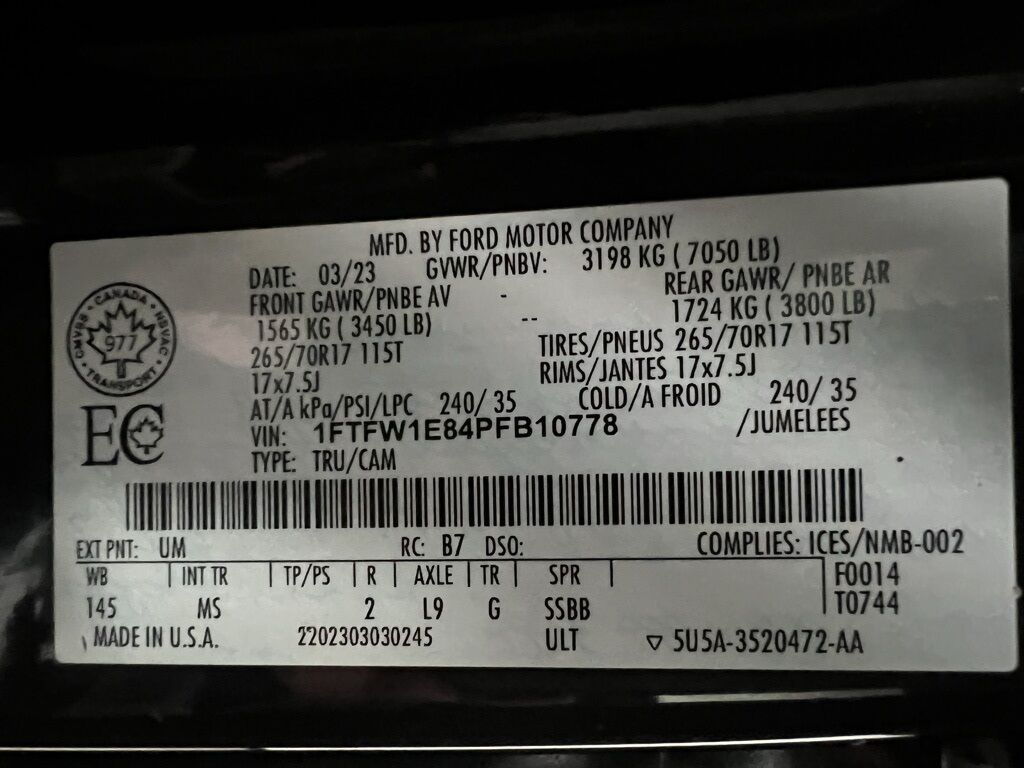 MFD. BY FORD MOTOR COMPANY
DATE: 03/23 GVWR/PNBV: 3198 KG ( 7050 LB)
FRONT GAWR/PNBE AV - REAR GAWR/ PNBE AR
1565 KG ( 3450 LB) -- 1724 KG ( 3800 LB)
265/70R17 115T TIRES/PNEUS 265/70R17 115T
17x7.5J RIMS/JANTES 17x7.5J
AT/A kPa/PSI/LPC 240/ 35 COLD/A FROID 240/ 35
VIN: 1FTFW1E84PFB10778 /JUMELEES
TYPE: TRU/CAM
CANADA
CMVSS NSVAC
977
TRANSPORT
EC
EXT PNT: UM RC: B7 DSO: COMPLIES: ICES/NMB-002
WB INT TR TP/PS R AXLE TR SPR F0014
145 MS 2 L9 G SSBB T0744
MADE IN U.S.A. 2202303030245 ULT ▽ 5U5A-3520472-AA